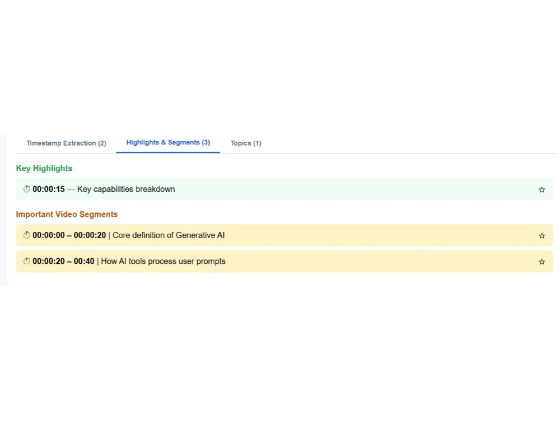 Timestamp Extraction (2) Highlights & Segments (3) Topics (1)
Key Highlights
⏱ 00:00:15 — Key capabilities breakdown ☆
Important Video Segments
⏱ 00:00:00 – 00:00:20 | Core definition of Generative AI ☆
⏱ 00:00:20 – 00:40 | How AI tools process user prompts ☆